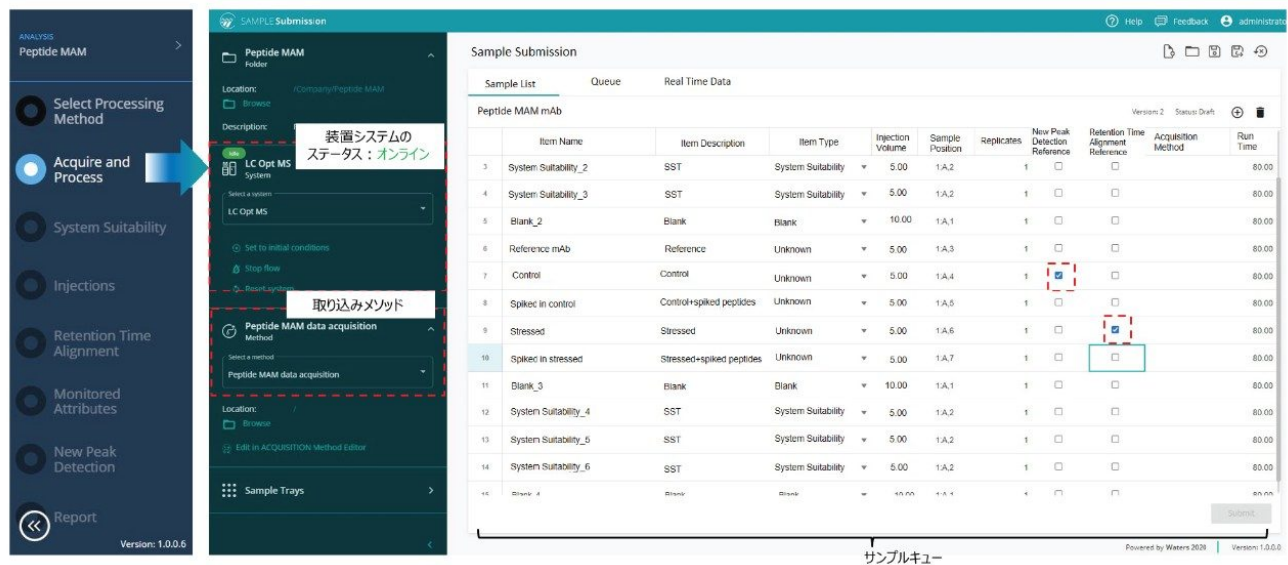 ANALYSIS
Peptide MAM
Select Processing
Method
Acquire and
Process
System Suitability
Injections
Retention Time
Alignment
Monitored
Attributes
New Peak
Detection
Report
Version: 1.0.0.6
SAMPLE Submission
Help Feedback administrato
Peptide MAM
Folder
Location: /Company/Peptide MAM
Browse
Description:
装置システムの
ステータス：オンライン
Idle
LC Opt MS
System
Select a system
LC Opt MS
Set to initial conditions
Stop flow
Reset system
取り込みメソッド
Peptide MAM data acquisition
Method
Select a method
Peptide MAM data acquisition
Location: /
Browse
Edit in ACQUISITION Method Editor
Sample Trays
Sample Submission
Sample List Queue Real Time Data
Peptide MAM mAb Version: 2 Status: Draft
Item Name Item Description Item Type Injection Volume Sample Position Replicates New Peak Detection Reference Retention Time Alignment Reference Acquisition Method Run Time
3 System Suitability_2 SST System Suitability 5.00 1:A,2 1 80.00
4 System Suitability_3 SST System Suitability 5.00 1:A,2 1 80.00
5 Blank_2 Blank Blank 10.00 1:A,1 1 80.00
6 Reference mAb Reference Unknown 5.00 1:A,3 1 80.00
7 Control Control Unknown 5.00 1:A,4 1 80.00
8 Spiked in control Control+spiked peptides Unknown 5.00 1:A,5 1 80.00
9 Stressed Stressed Unknown 5.00 1:A,6 1 80.00
10 Spiked in stressed Stressed+spiked peptides Unknown 5.00 1:A,7 1 80.00
11 Blank_3 Blank Blank 10.00 1:A,1 1 80.00
12 System Suitability_4 SST System Suitability 5.00 1:A,2 1 80.00
13 System Suitability_5 SST System Suitability 5.00 1:A,2 1 80.00
14 System Suitability_6 SST System Suitability 5.00 1:A,2 1 80.00
15 Blank_4 Blank Blank 10.00 1:A,1 1 80.00
Submit
サンプルキュー
Powered by Waters 2020 Version: 1.0.0.0